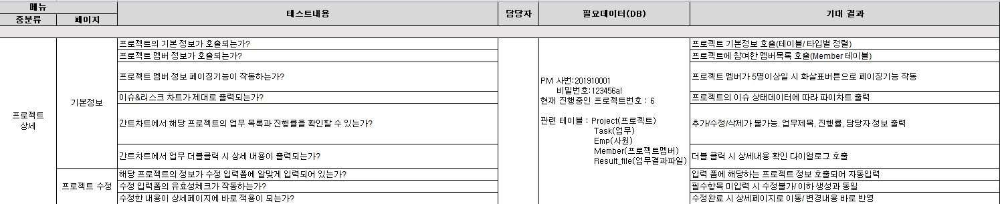 메뉴
중분류
페이지
테스트내용
담당자
필요데이터(DB)
기대 결과
프로젝트
상세
기본정보
프로젝트의 기본 정보가 호출되는가?
프로젝트 멤버 정보가 호출되는가?
프로젝트 멤버 정보 페이징기능이 작동하는가?
이슈&리스크 차트가 제대로 출력되는가?
간트차트에서 해당 프로젝트의 업무 목록과 진행률을 확인할 수 있는가?
간트차트에서 업무 더블클릭 시 상세 내용이 출력되는가?
프로젝트 수정
해당 프로젝트의 정보가 수정 입력폼에 알맞게 입력되어 있는가?
수정 입력폼의 유효성체크가 작동하는가?
수정한 내용이 상세페이지에 바로 적용이 되는가?
PM 사번:201910001
비밀번호:123456a!
현재 진행중인 프로젝트번호 : 6
관련 테이블 : Project(프로젝트)
Task(업무)
Emp(사원)
Member(프로젝트멤버)
Result_file(업무결과파일)
프로젝트 기본정보 호출(테이블/ 타입별 정렬)
프로젝트에 참여한 멤버목록 호출(Member 테이블)
프로젝트 멤버가 5명이상일 시 화살표버튼으로 페이징기능 작동
프로젝트의 이슈 상태데이터에 따라 파이차트 출력
추가/수정/삭제가 불가능. 업무제목, 진행률, 담당자 정보 출력
더블 클릭 시 상세내용 확인 다이얼로그 호출
입력 폼에 해당하는 프로젝트 정보 호출되어 자동입력
필수항목 미입력 시 수정불가/ 이하 생성과 동일
수정완료 시 상세페이지로 이동/ 변경내용 바로 반영